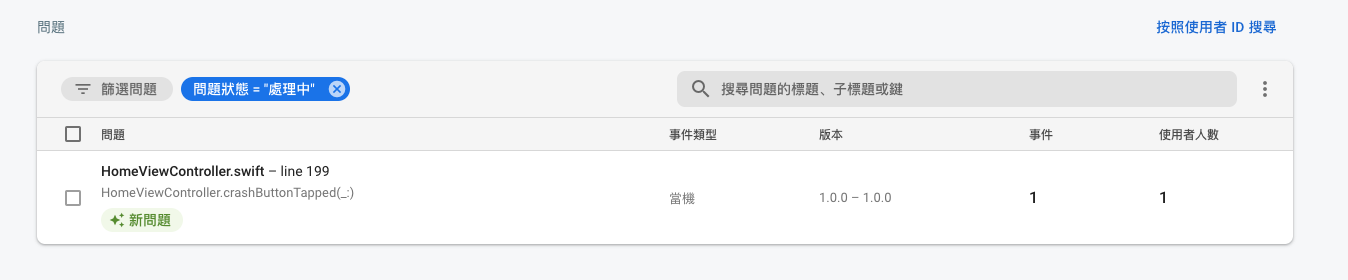 問題
按照使用者 ID 搜尋
篩選問題
問題狀態 = "處理中"
搜尋問題的標題、子標題或鍵
問題 事件類型 版本 事件 使用者人數
HomeViewController.swift – line 199
HomeViewController.crashButtonTapped(_:)
當機 1.0.0 – 1.0.0 1 1
新問題